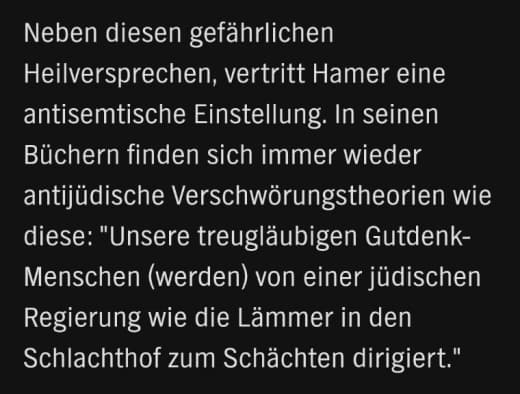 Neben diesen gefährlichen
Heilversprechen, vertritt Hamer eine
antisemtische Einstellung. In seinen
Büchern finden sich immer wieder
antijüdische Verschwörungstheorien wie
diese: "Unsere treugläubigen Gutdenk-
Menschen (werden) von einer jüdischen
Regierung wie die Lämmer in den
Schlachthof zum Schächten dirigiert."